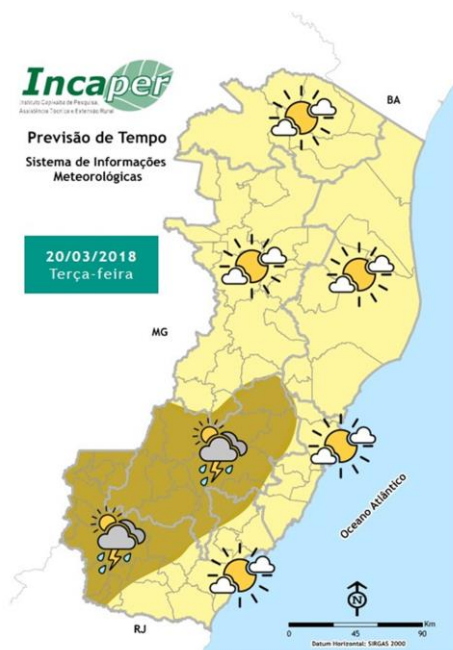 Incaper
Instituto Capixaba de Pesquisa,
Assistência Técnica e Extensão Rural
Previsão de Tempo
Sistema de Informações
Meteorológicas
20/03/2018
Terça-feira
BA
MG
Oceano Atlântico
RJ
N
Km
0 45 90
Datum Horizontal: SIRGAS 2000